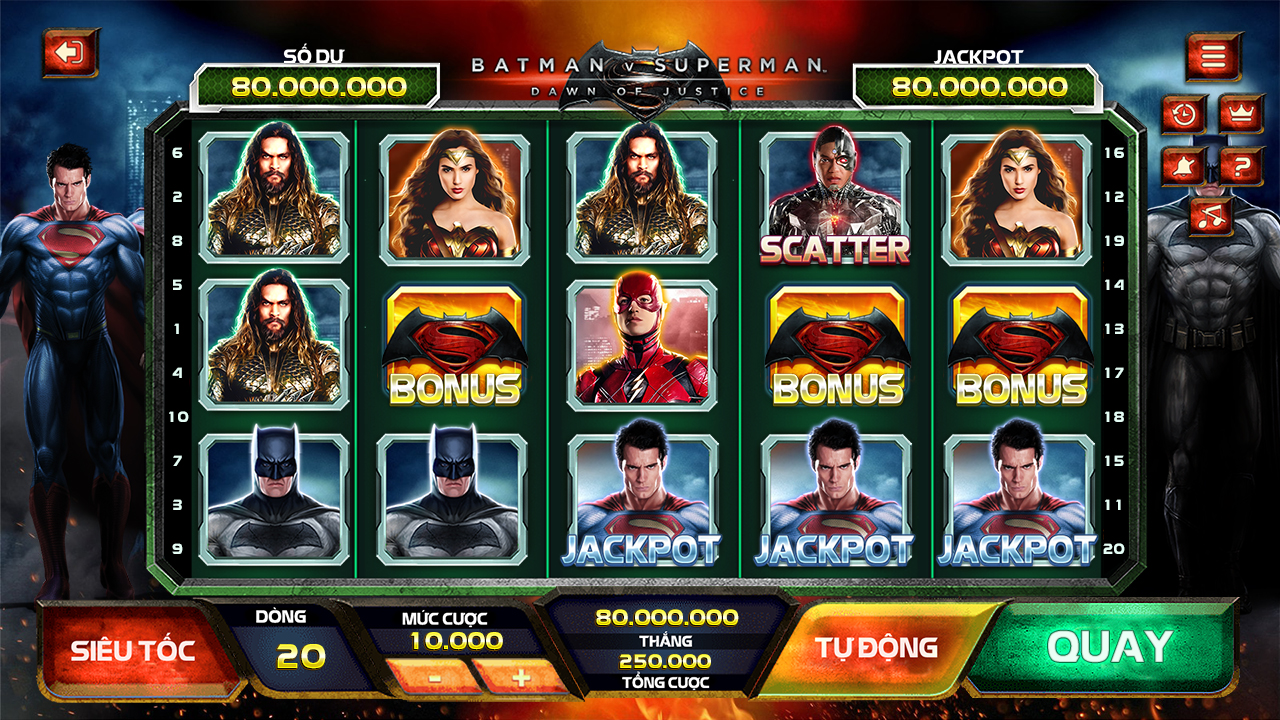 SỐ DƯ
80.000.000
BATMAN v SUPERMAN
DAWN OF JUSTICE
JACKPOT
80.000.000
6
2
8
5
1
4
10
7
3
9
SCATTER
BONUS
BONUS
BONUS
JACKPOT
JACKPOT
JACKPOT
16
12
19
14
13
17
18
15
11
20
?
SIÊU TỐC
DÒNG
20
MỨC CƯỢC
10.000
-
+
80.000.000
THẮNG
250.000
TỔNG CƯỢC
TỰ ĐỘNG
QUAY